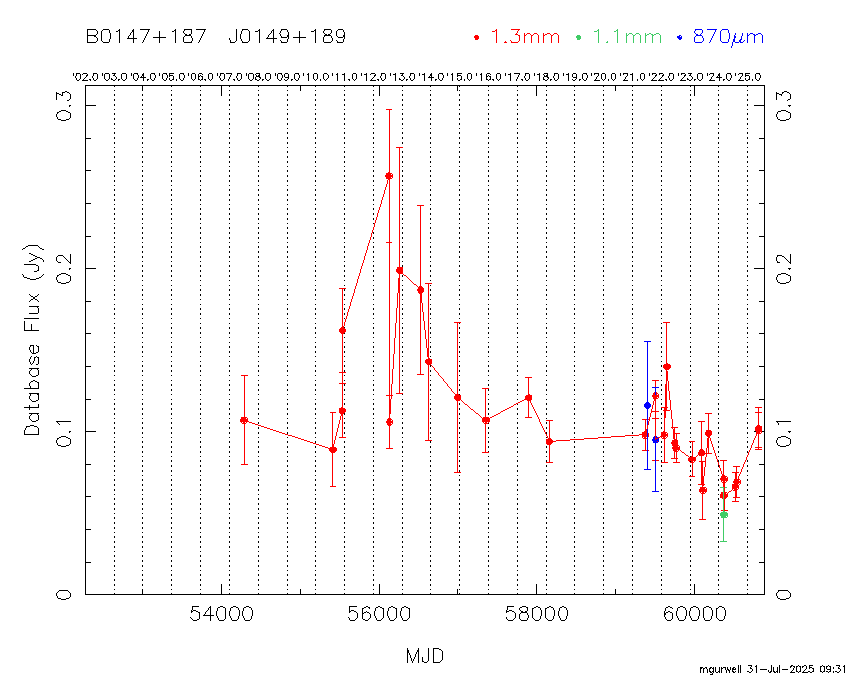 B0147+187 J0149+189 1.3mm 1.1mm 870μm
'02.0 '03.0 '04.0 '05.0 '06.0 '07.0 '08.0 '09.0 '10.0 '11.0 '12.0 '13.0 '14.0 '15.0 '16.0 '17.0 '18.0 '19.0 '20.0 '21.0 '22.0 '23.0 '24.0 '25.0
0.3 0.3
0.2 0.2
Database Flux (Jy)
0.1 0.1
0 0
54000 56000 58000 60000
MJD
mgurwell 31-Jul-2025 09:31